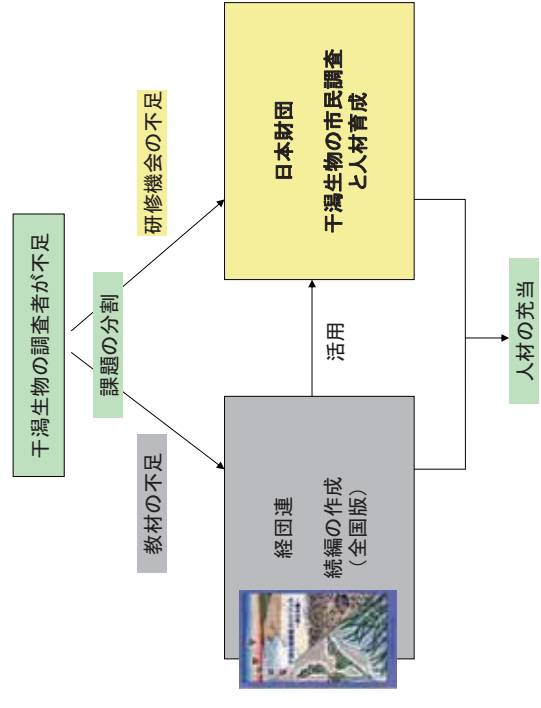 干潟生物の調査者が不足
課題の分割
教材の不足
研修機会の不足
経団連
続編の作成
(全国版)
活用
日本財団
干潟生物の市民調査
と人材育成
人材の充当